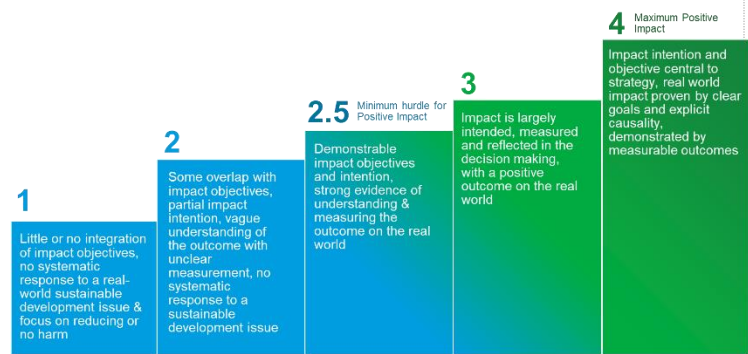 1
Little or no integration
of impact objectives,
no systematic
response to a real-
world sustainable
development issue &
focus on reducing or
no harm
2
Some overlap with
impact objectives,
partial impact
intention, vague
understanding of
the outcome with
unclear
measurement, no
systematic
response to a
sustainable
development issue
2.5
Minimum hurdle for
Positive Impact
Demonstrable
impact objectives
and intention,
strong evidence of
understanding &
measuring the
outcome on the real
world
3
Impact is largely
intended, measured
and reflected in the
decision making,
with a positive
outcome on the real
world
4
Maximum Positive
Impact
Impact intention and
objective central to
strategy, real world
impact proven by clear
goals and explicit
causality,
demonstrated by
measurable outcomes